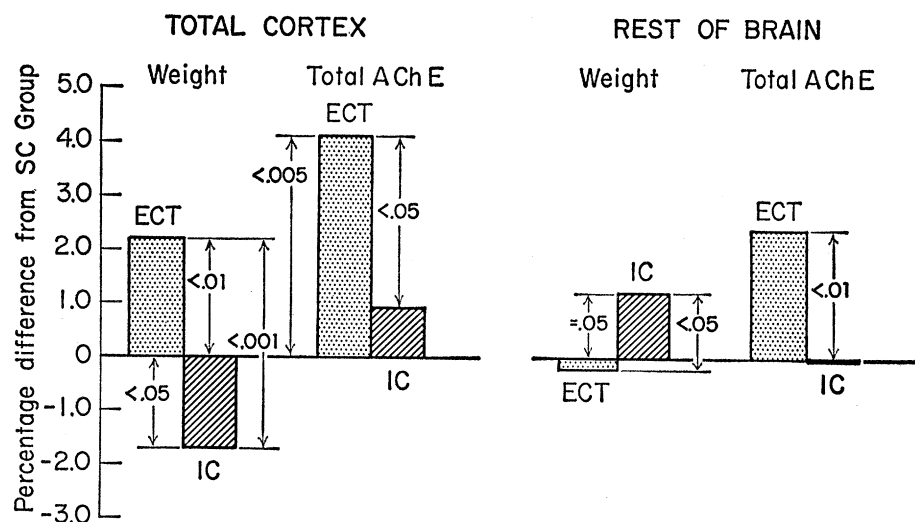 TOTAL CORTEX
REST OF BRAIN
Weight
Total AChE
Weight
Total AChE
Percentage difference from SC Group
5.0
4.0
3.0
2.0
1.0
0
-1.0
-2.0
-3.0
ECT
<.01
<.05
<.001
IC
ECT
<.005
<.05
IC
IC
=.05
<.05
ECT
ECT
<.01
IC